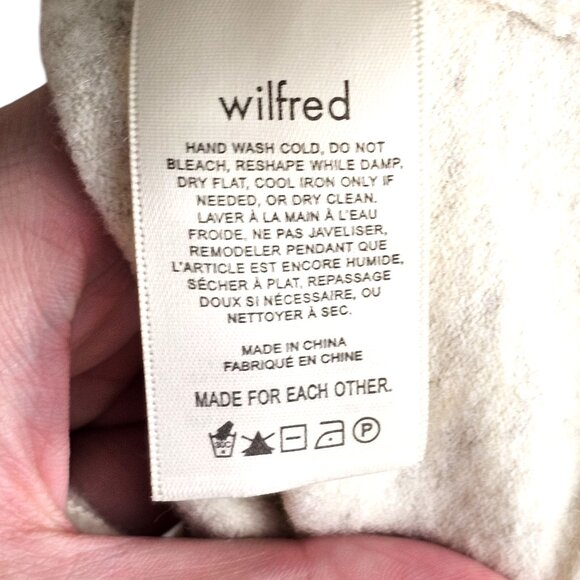 wilfred
HAND WASH COLD, DO NOT
BLEACH, RESHAPE WHILE DAMP,
DRY FLAT, COOL IRON ONLY IF
NEEDED, OR DRY CLEAN.
LAVER À LA MAIN À L'EAU
FROIDE, NE PAS JAVELISER,
REMODELER PENDANT QUE
L'ARTICLE EST ENCORE HUMIDE,
SÉCHER À PLAT, REPASSAGE
DOUX SI NÉCESSAIRE, OU
NETTOYER À SEC.
MADE IN CHINA
FABRIQUÉ EN CHINE
MADE FOR EACH OTHER.
30C P